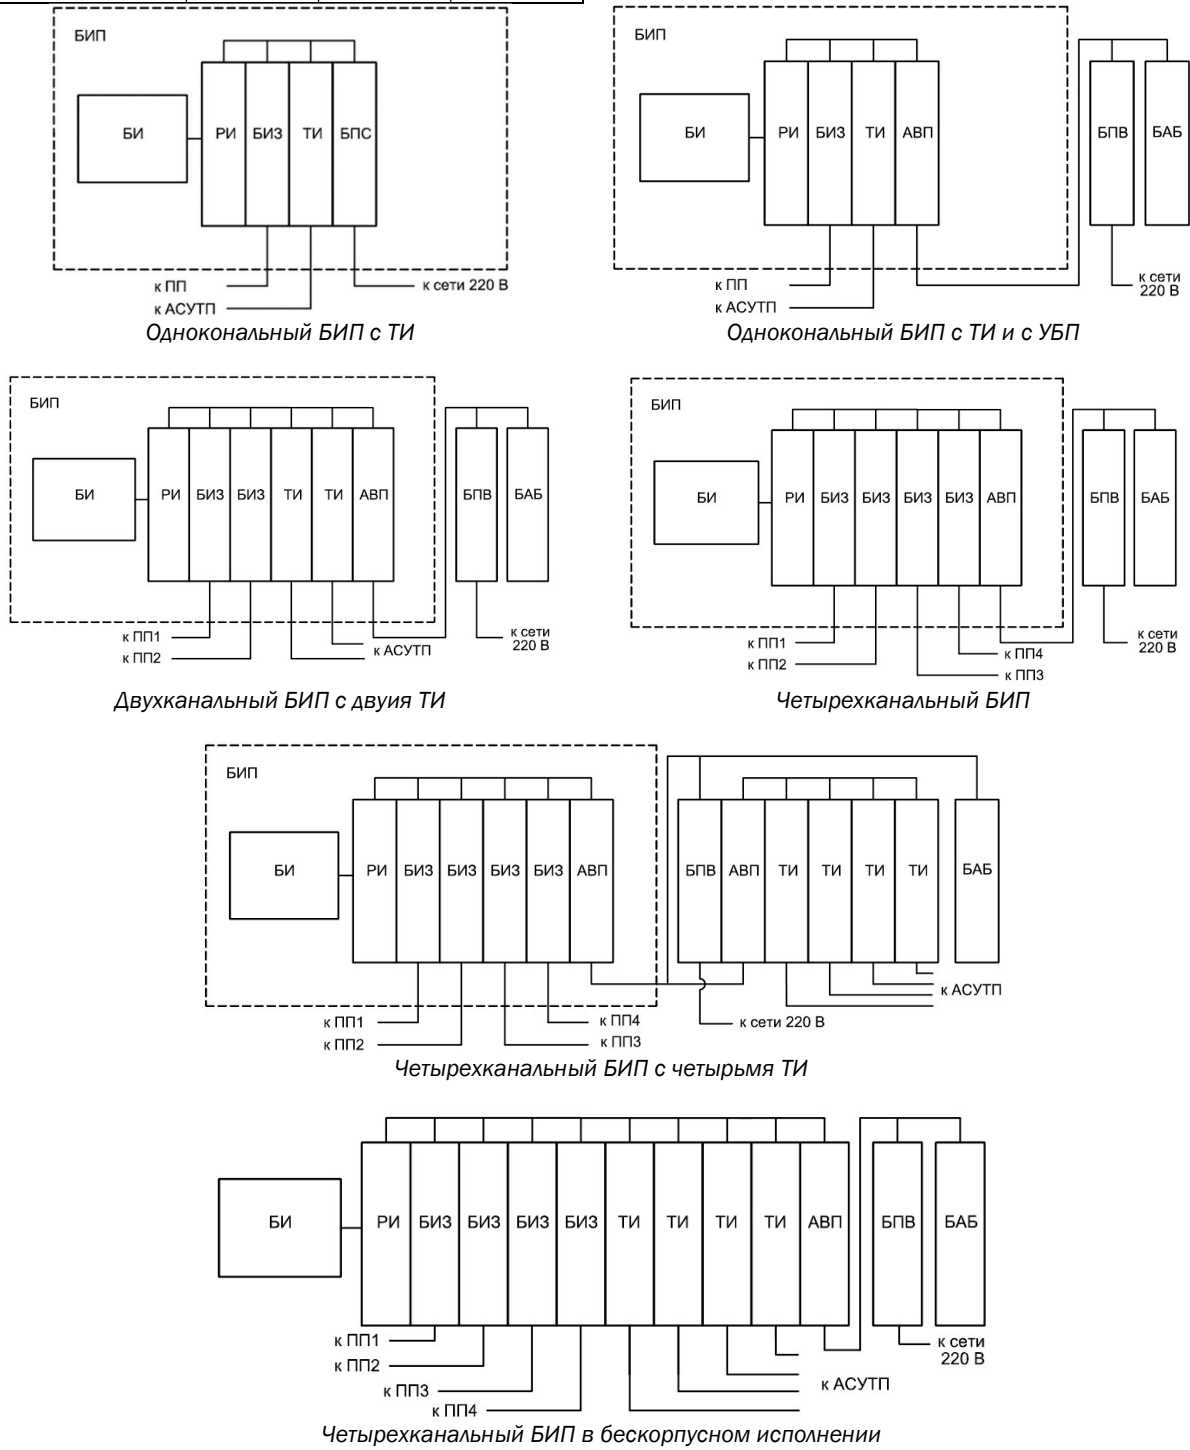 БИП
БИ
РИ БИЗ ТИ БПС
к ПП
к сети 220 В
к АСУТП
Однокональный БИП с ТИ
БИП
БИ
РИ БИЗ ТИ АВП
БПВ БАБ
к ПП
к АСУТП
к сети
220 В
Однокональный БИП с ТИ и с УБП
БИП
БИ
РИ БИЗ БИЗ ТИ ТИ АВП
БПВ БАБ
к ПП1
к ПП2
к АСУТП
к сети
220 В
Двухканальный БИП с двуия ТИ
БИП
БИ
РИ БИЗ БИЗ БИЗ БИЗ АВП
БПВ БАБ
к ПП1
к ПП2
к ПП4
к ПП3
к сети
220 В
Четырехканальный БИП
БИП
БИ
РИ БИЗ БИЗ БИЗ БИЗ АВП
БПВ АВП ТИ ТИ ТИ ТИ
БАБ
к АСУТП
к ПП1
к ПП2
к ПП4
к ПП3
к сети 220 В
Четырехканальный БИП с четырьмя ТИ
БИ
РИ БИЗ БИЗ БИЗ БИЗ ТИ ТИ ТИ ТИ АВП
БПВ БАБ
к ПП1
к ПП2
к ПП3
к ПП4
к АСУТП
к сети
220 В
Четырехканальный БИП в бескорпусном исполнении